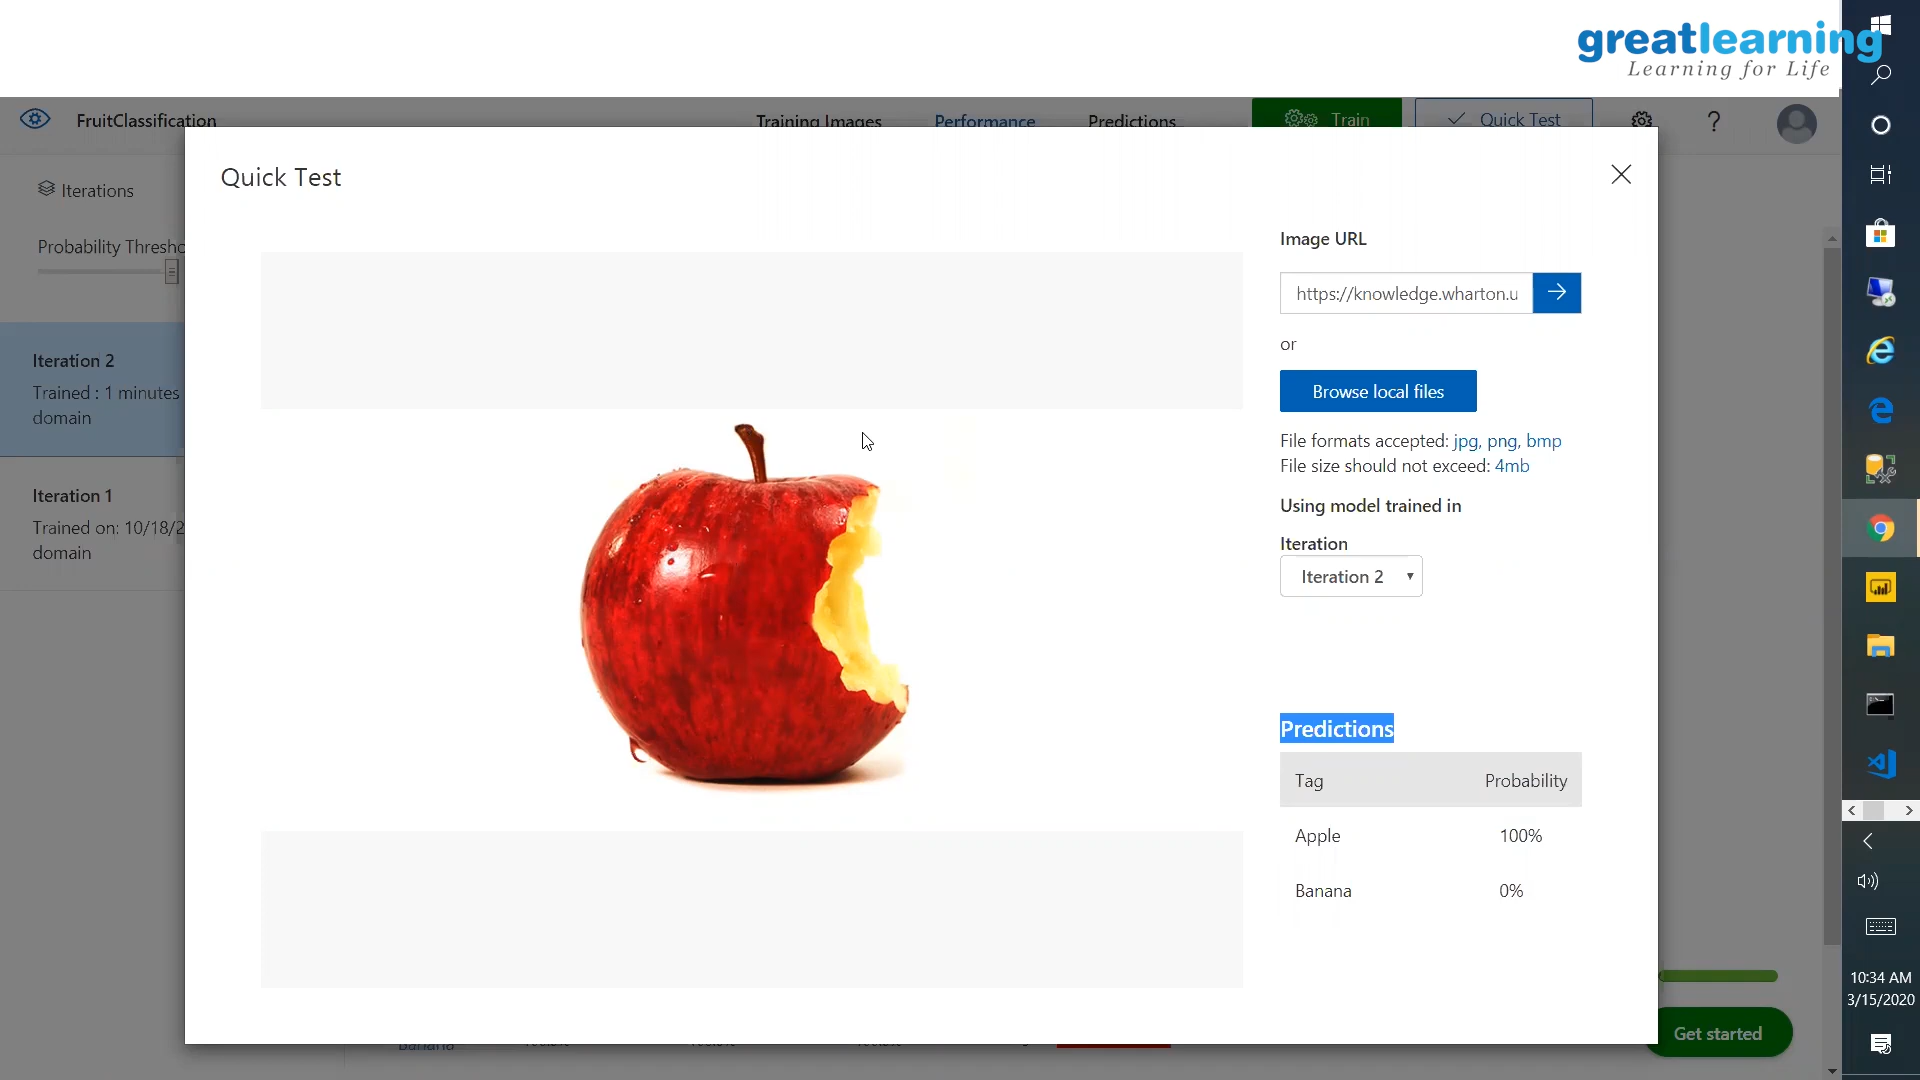 greatlearning
Learning for Life
FruitClassification
Training Images
Performance
Predictions
Train
Quick Test
?
Iterations
Probability Thresho
Iteration 2
Trained : 1 minutes
domain
Iteration 1
Trained on: 10/18/2
domain
Quick Test
Image URL
https://knowledge.wharton.u
or
Browse local files
File formats accepted: jpg, png, bmp
File size should not exceed: 4mb
Using model trained in
Iteration
Iteration 2
Predictions
Tag Probability
Apple 100%
Banana 0%
Banana
Get started
10:34 AM
3/15/2020